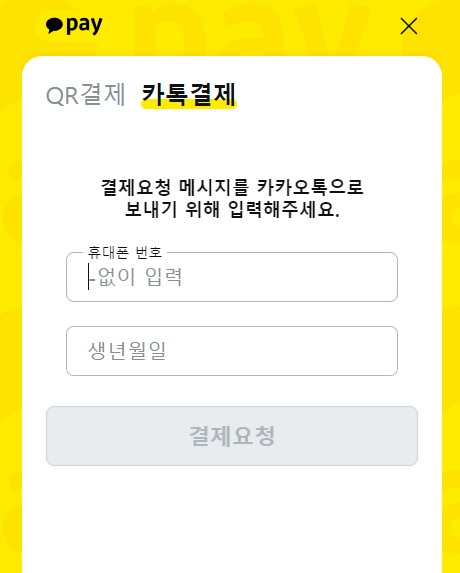 pay
QR결제 카톡결제
결제요청 메시지를 카카오톡으로
보내기 위해 입력해주세요.
휴대폰 번호
-없이 입력
생년월일
결제요청